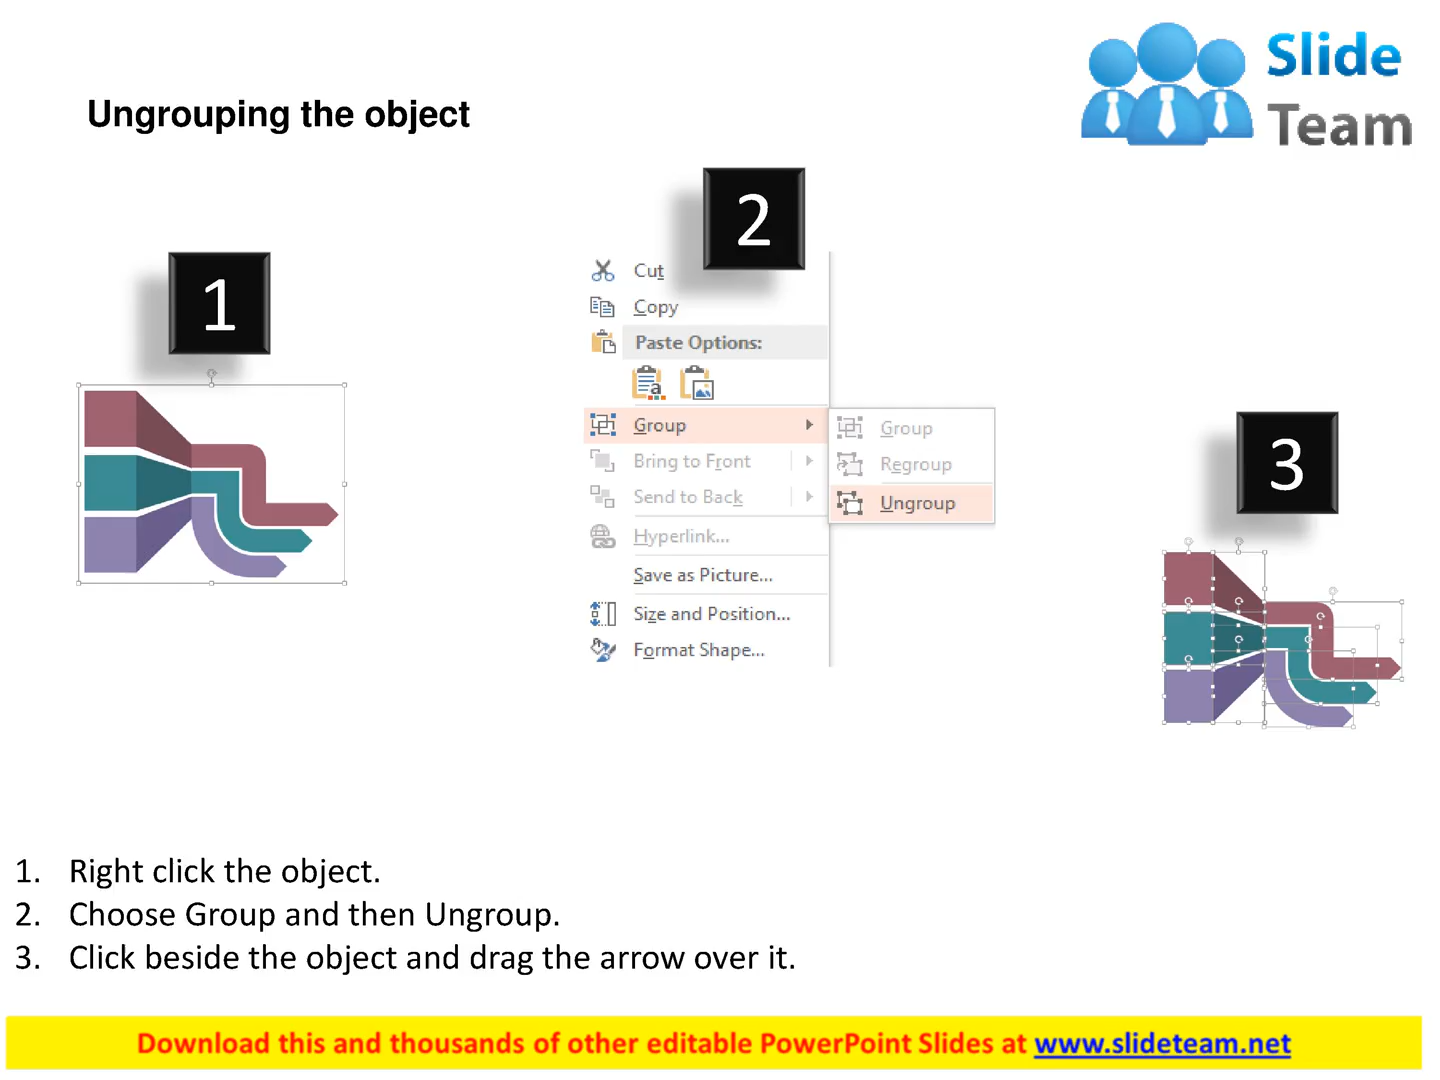 Slide
Team
Ungrouping the object
1
2
3
Cut
Copy
Paste Options:
a
Group
Bring to Front
Send to Back
Hyperlink...
Save as Picture...
Size and Position...
Format Shape...
Group
Regroup
Ungroup
1. Right click the object.
2. Choose Group and then Ungroup.
3. Click beside the object and drag the arrow over it.
Download this and thousands of other editable PowerPoint Slides at www.slideteam.net